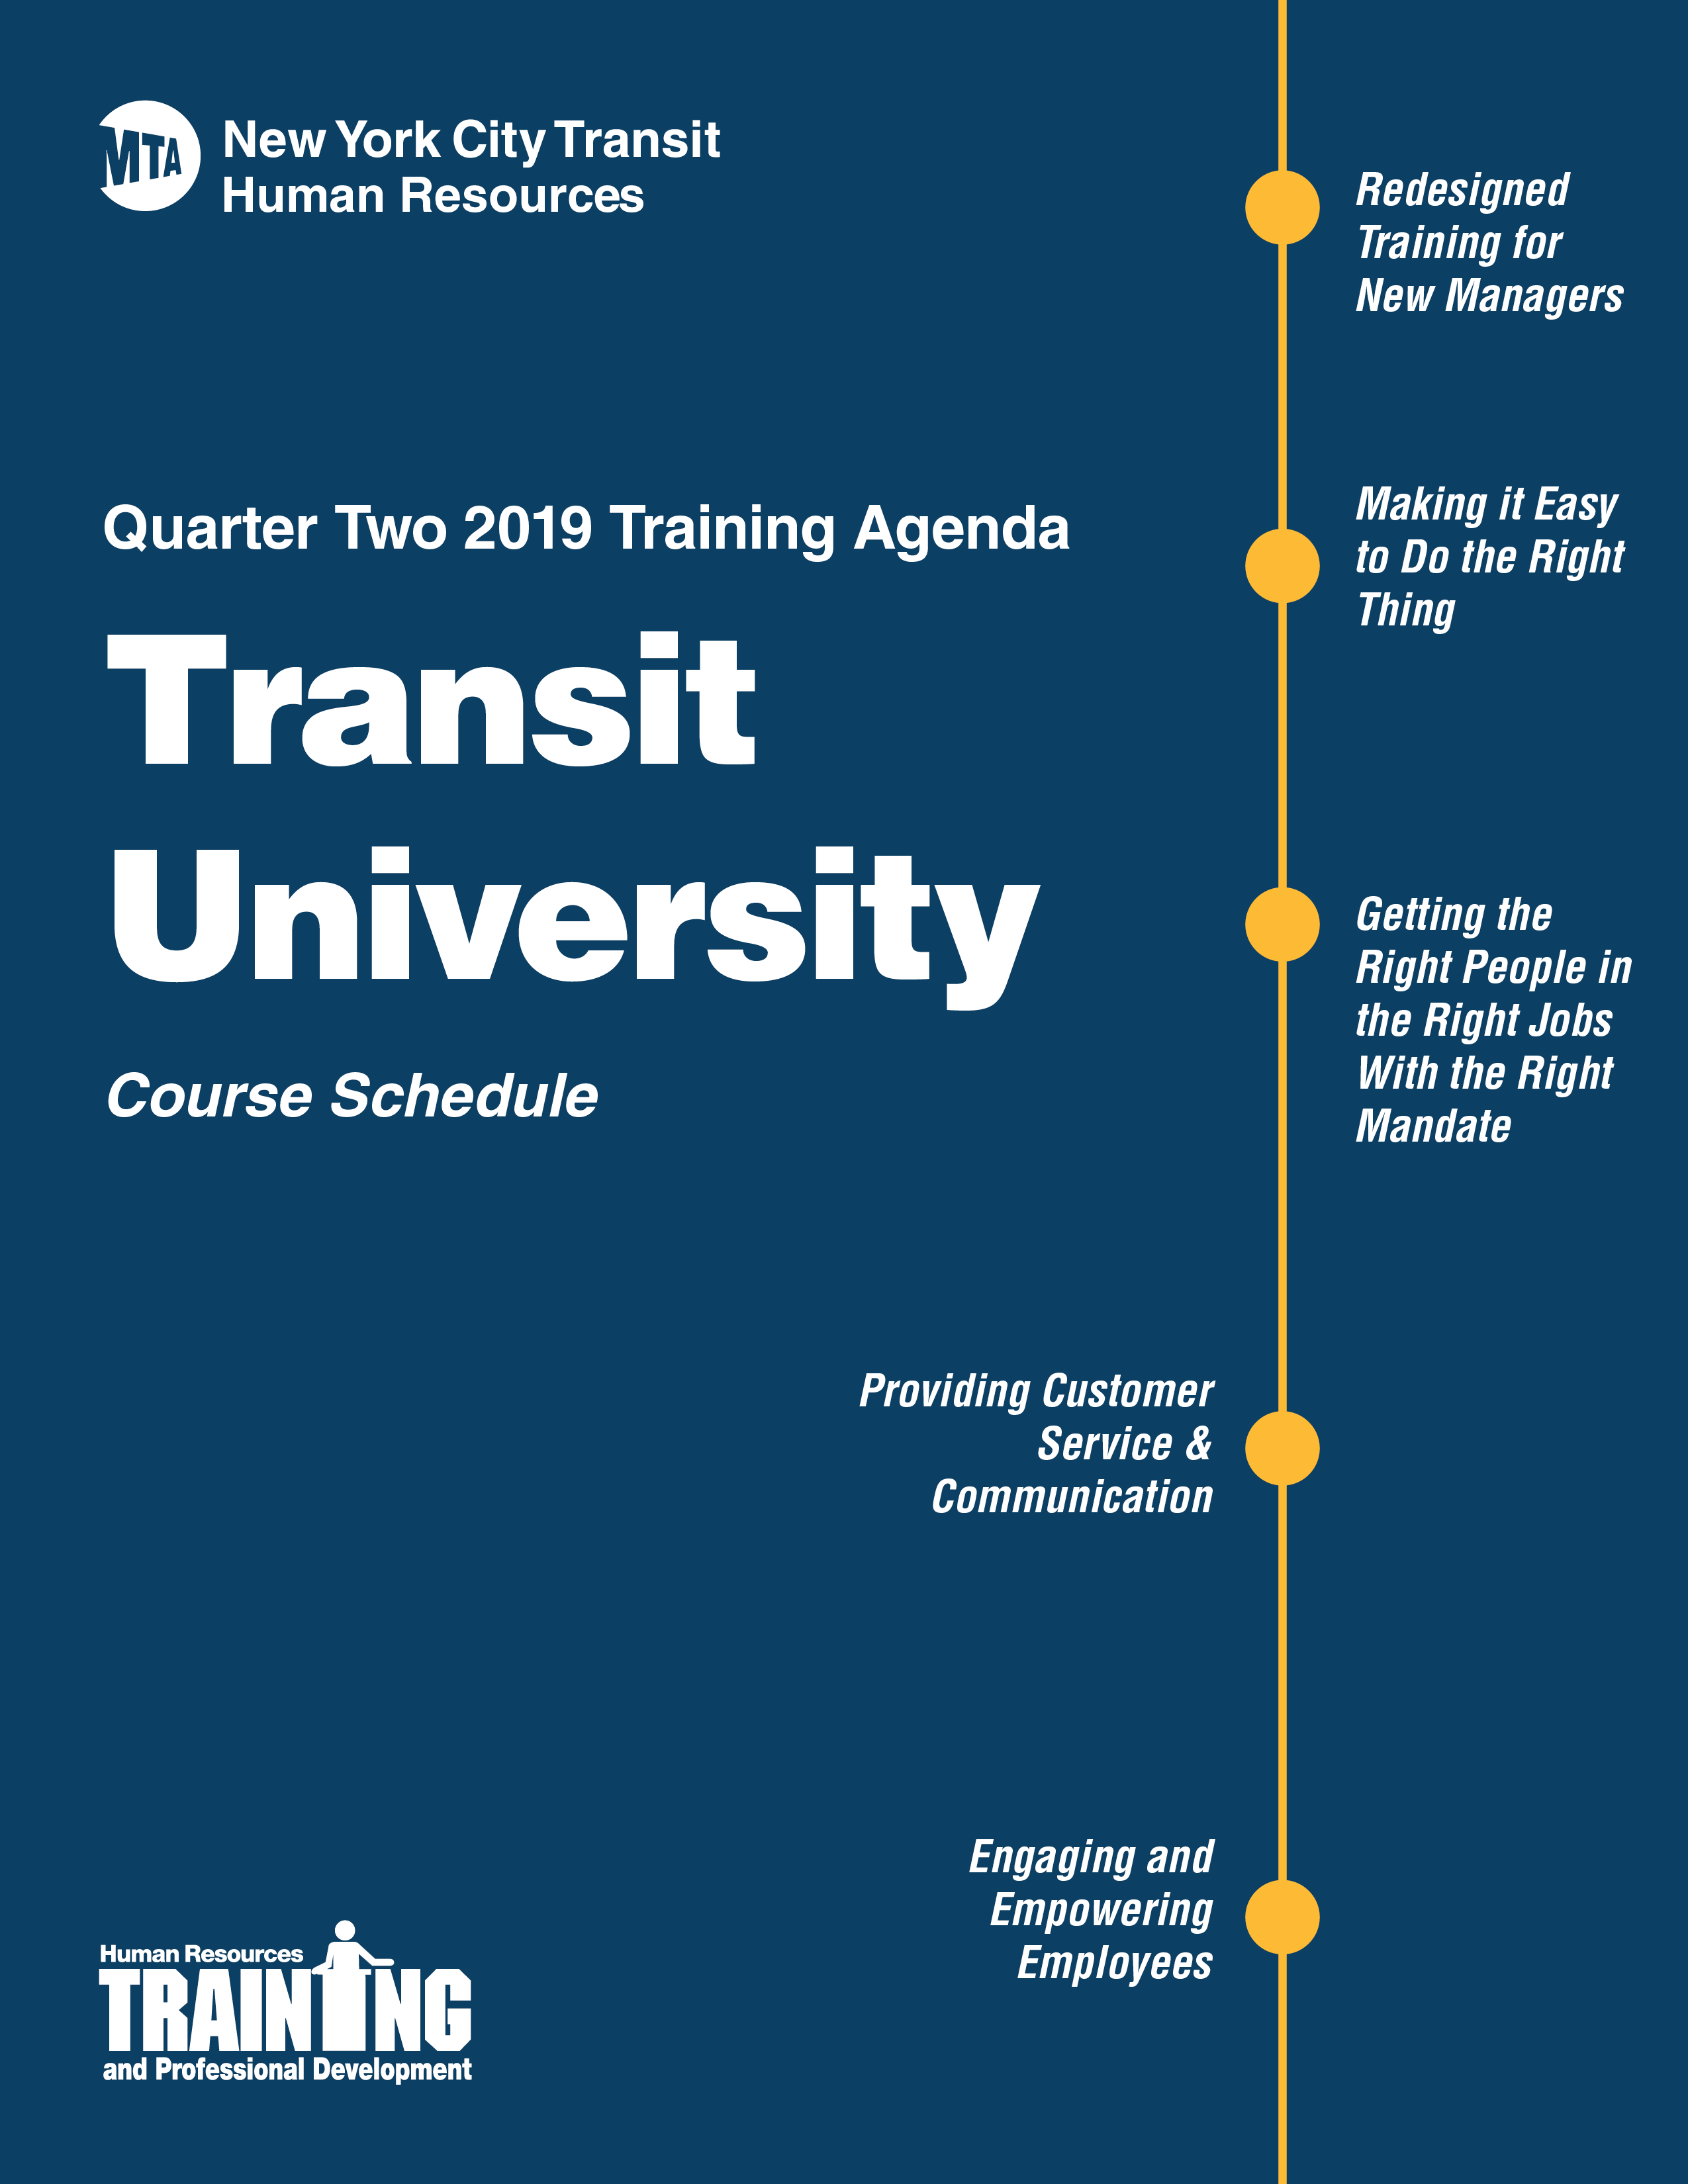 MTA
New York City Transit
Human Resources
Quarter Two 2019 Training Agenda
Transit
University
Course Schedule
Redesigned
Training for
New Managers
Making it Easy
to Do the Right
Thing
Getting the
Right People in
the Right Jobs
With the Right
Mandate
Providing Customer
Service &
Communication
Engaging and
Empowering
Employees
Human Resources
TRAINING
and Professional Development